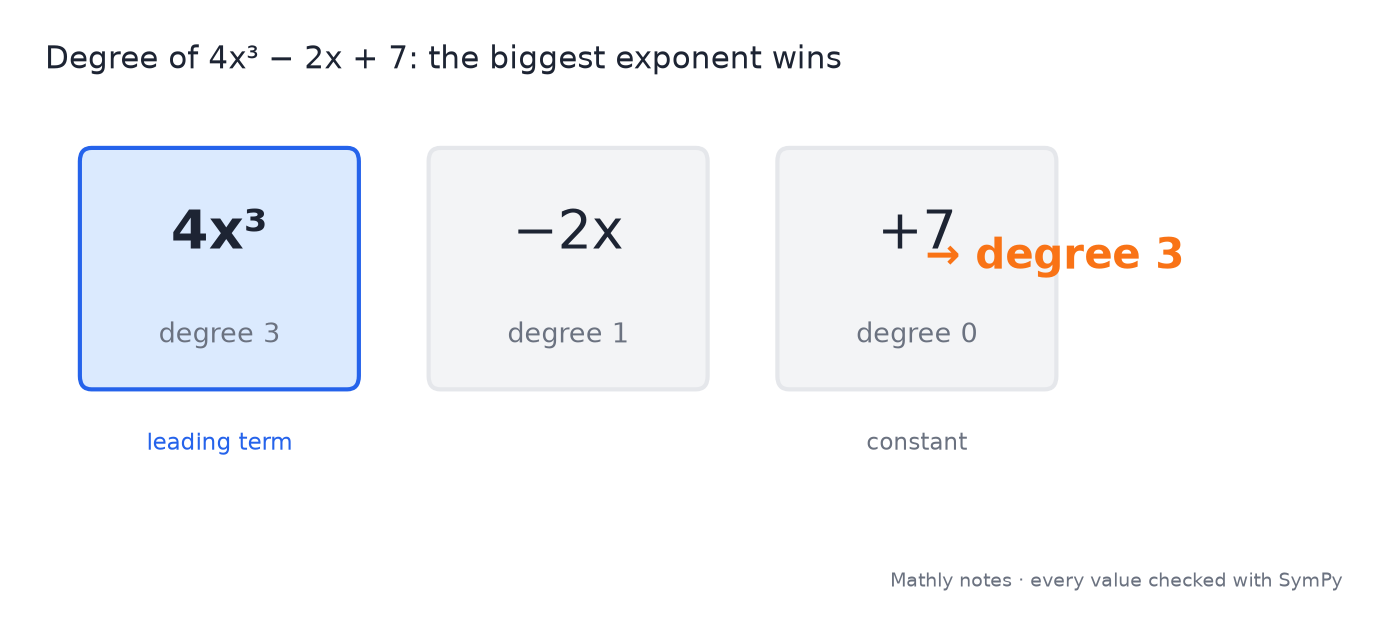 Degree of 4x³ − 2x + 7: the biggest exponent wins
4x³
−2x
+7
→ degree 3
degree 3
degree 1
degree 0
leading term
constant
Mathly notes · every value checked with SymPy